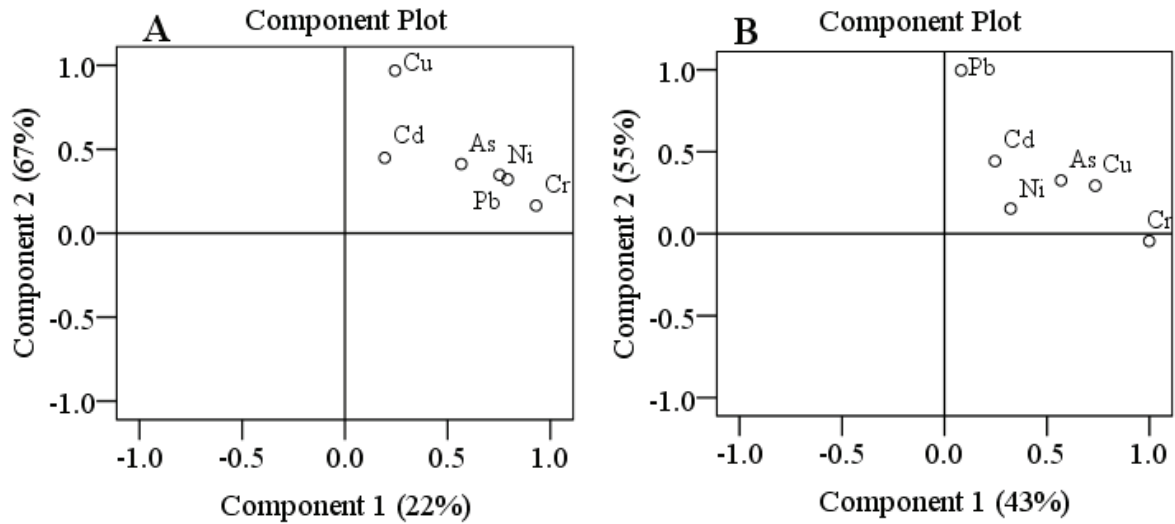 A
Component Plot
1.0
0.5
0.0
-0.5
-1.0
Component 2 (67%)
Cu
Cd
As
Ni
Pb
Cr
-1.0 -0.5 0.0 0.5 1.0
Component 1 (22%)
B
Component Plot
1.0
0.5
0.0
-0.5
-1.0
Component 2 (55%)
Pb
Cd
As
Cu
Ni
Cr
-1.0 -0.5 0.0 0.5 1.0
Component 1 (43%)